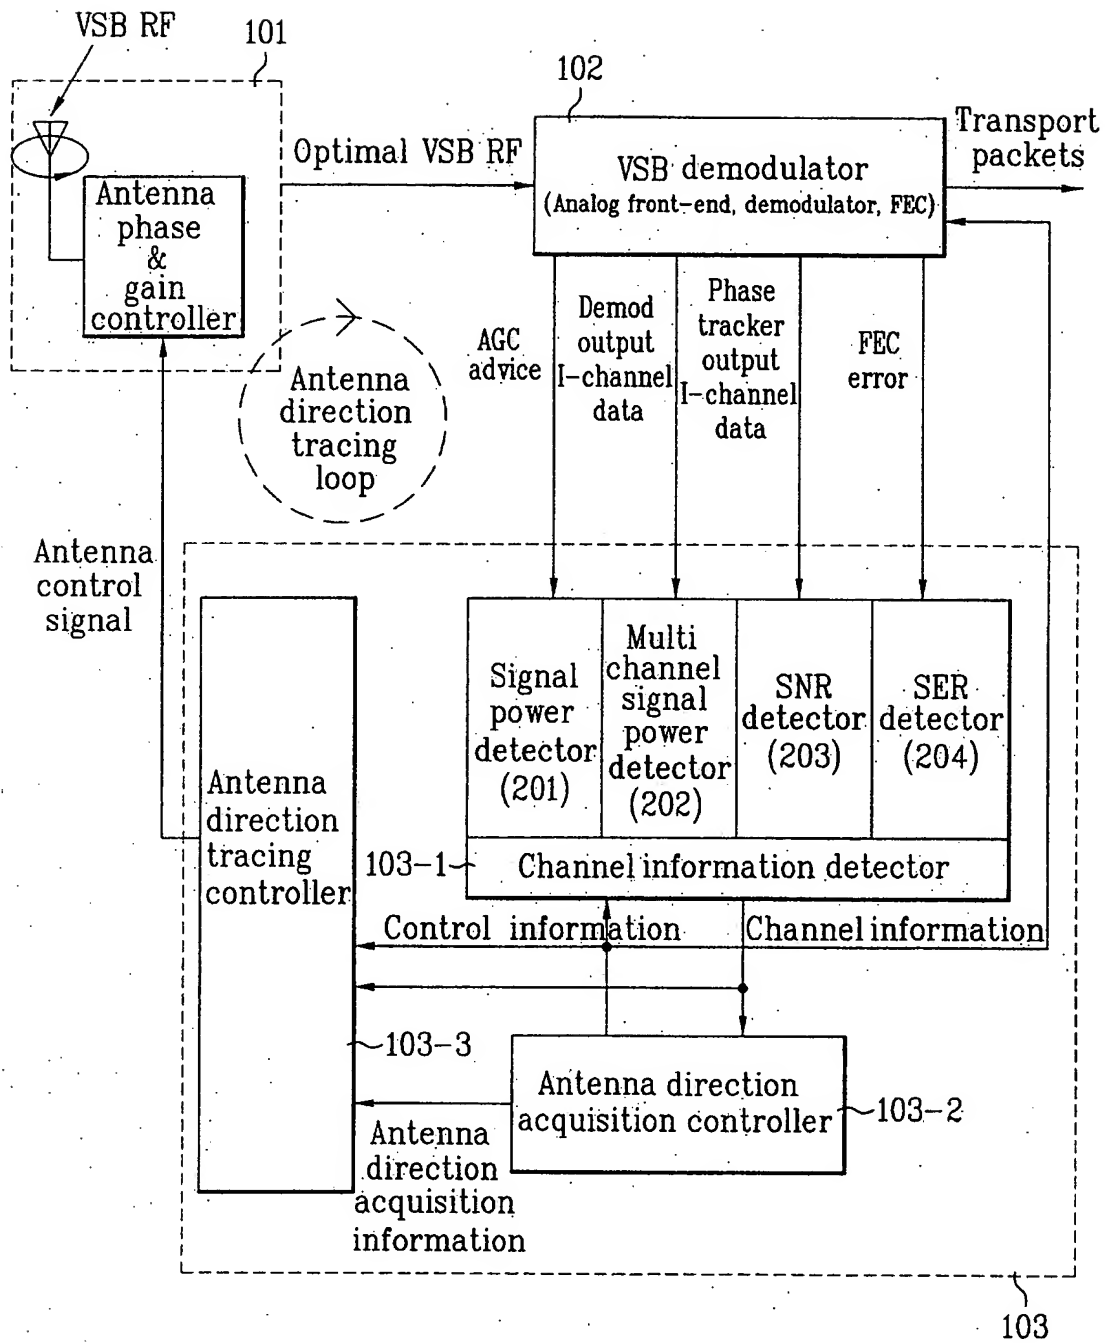 VSB RF
101
102
Optimal VSB RF
Transport
packets
VSB demodulator
(Analog front-end, demodulator, FEC)
Antenna
phase
&
gain
controller
Antenna
direction
tracing
loop
AGC
advice
Demod
output
I-channel
data
Phase
tracker
output
I-channel
data
FEC
error
Antenna
control
signal
Signal
power
detector
(201)
Multi
channel
signal
power
detector
(202)
SNR
detector
(203)
SER
detector
(204)
Antenna
direction
tracing
controller
103-1
Channel information detector
Control information
Channel information
103-3
Antenna direction
acquisition controller
103-2
Antenna
direction
acquisition
information
103